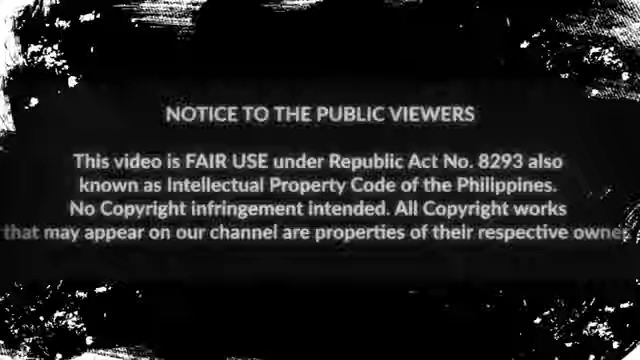 NOTICE TO THE PUBLIC VIEWERS
This video is FAIR USE under Republic Act No. 8293 also
known as Intellectual Property Code of the Philippines.
No Copyright infringement intended. All Copyright works
that may appear on our channel are properties of their respective